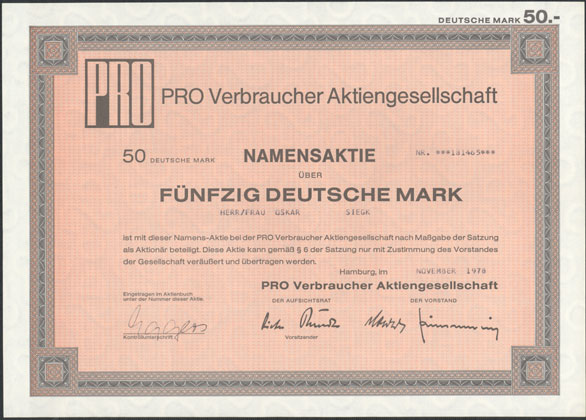 DEUTSCHE MARK 50.-
PRO
PRO Verbraucher Aktiengesellschaft
50 DEUTSCHE MARK NAMENSAKTIE NR. ***131465***
ÜBER
FÜNFZIG DEUTSCHE MARK
HERR/FRAU OSKAR SIEGK
ist mit dieser Namens-Aktie bei der PRO Verbraucher Aktiengesellschaft nach Maßgabe der Satzung
als Aktionär beteiligt. Diese Aktie kann gemäß § 6 der Satzung nur mit Zustimmung des Vorstandes
der Gesellschaft veräußert und übertragen werden.
Hamburg, im NOVEMBER 1970
PRO Verbraucher Aktiengesellschaft
Eingetragen im Aktienbuch
unter der Nummer dieser Aktie.
DER AUFSICHTSRAT DER VORSTAND
Kontrollunterschrift
Vorsitzender